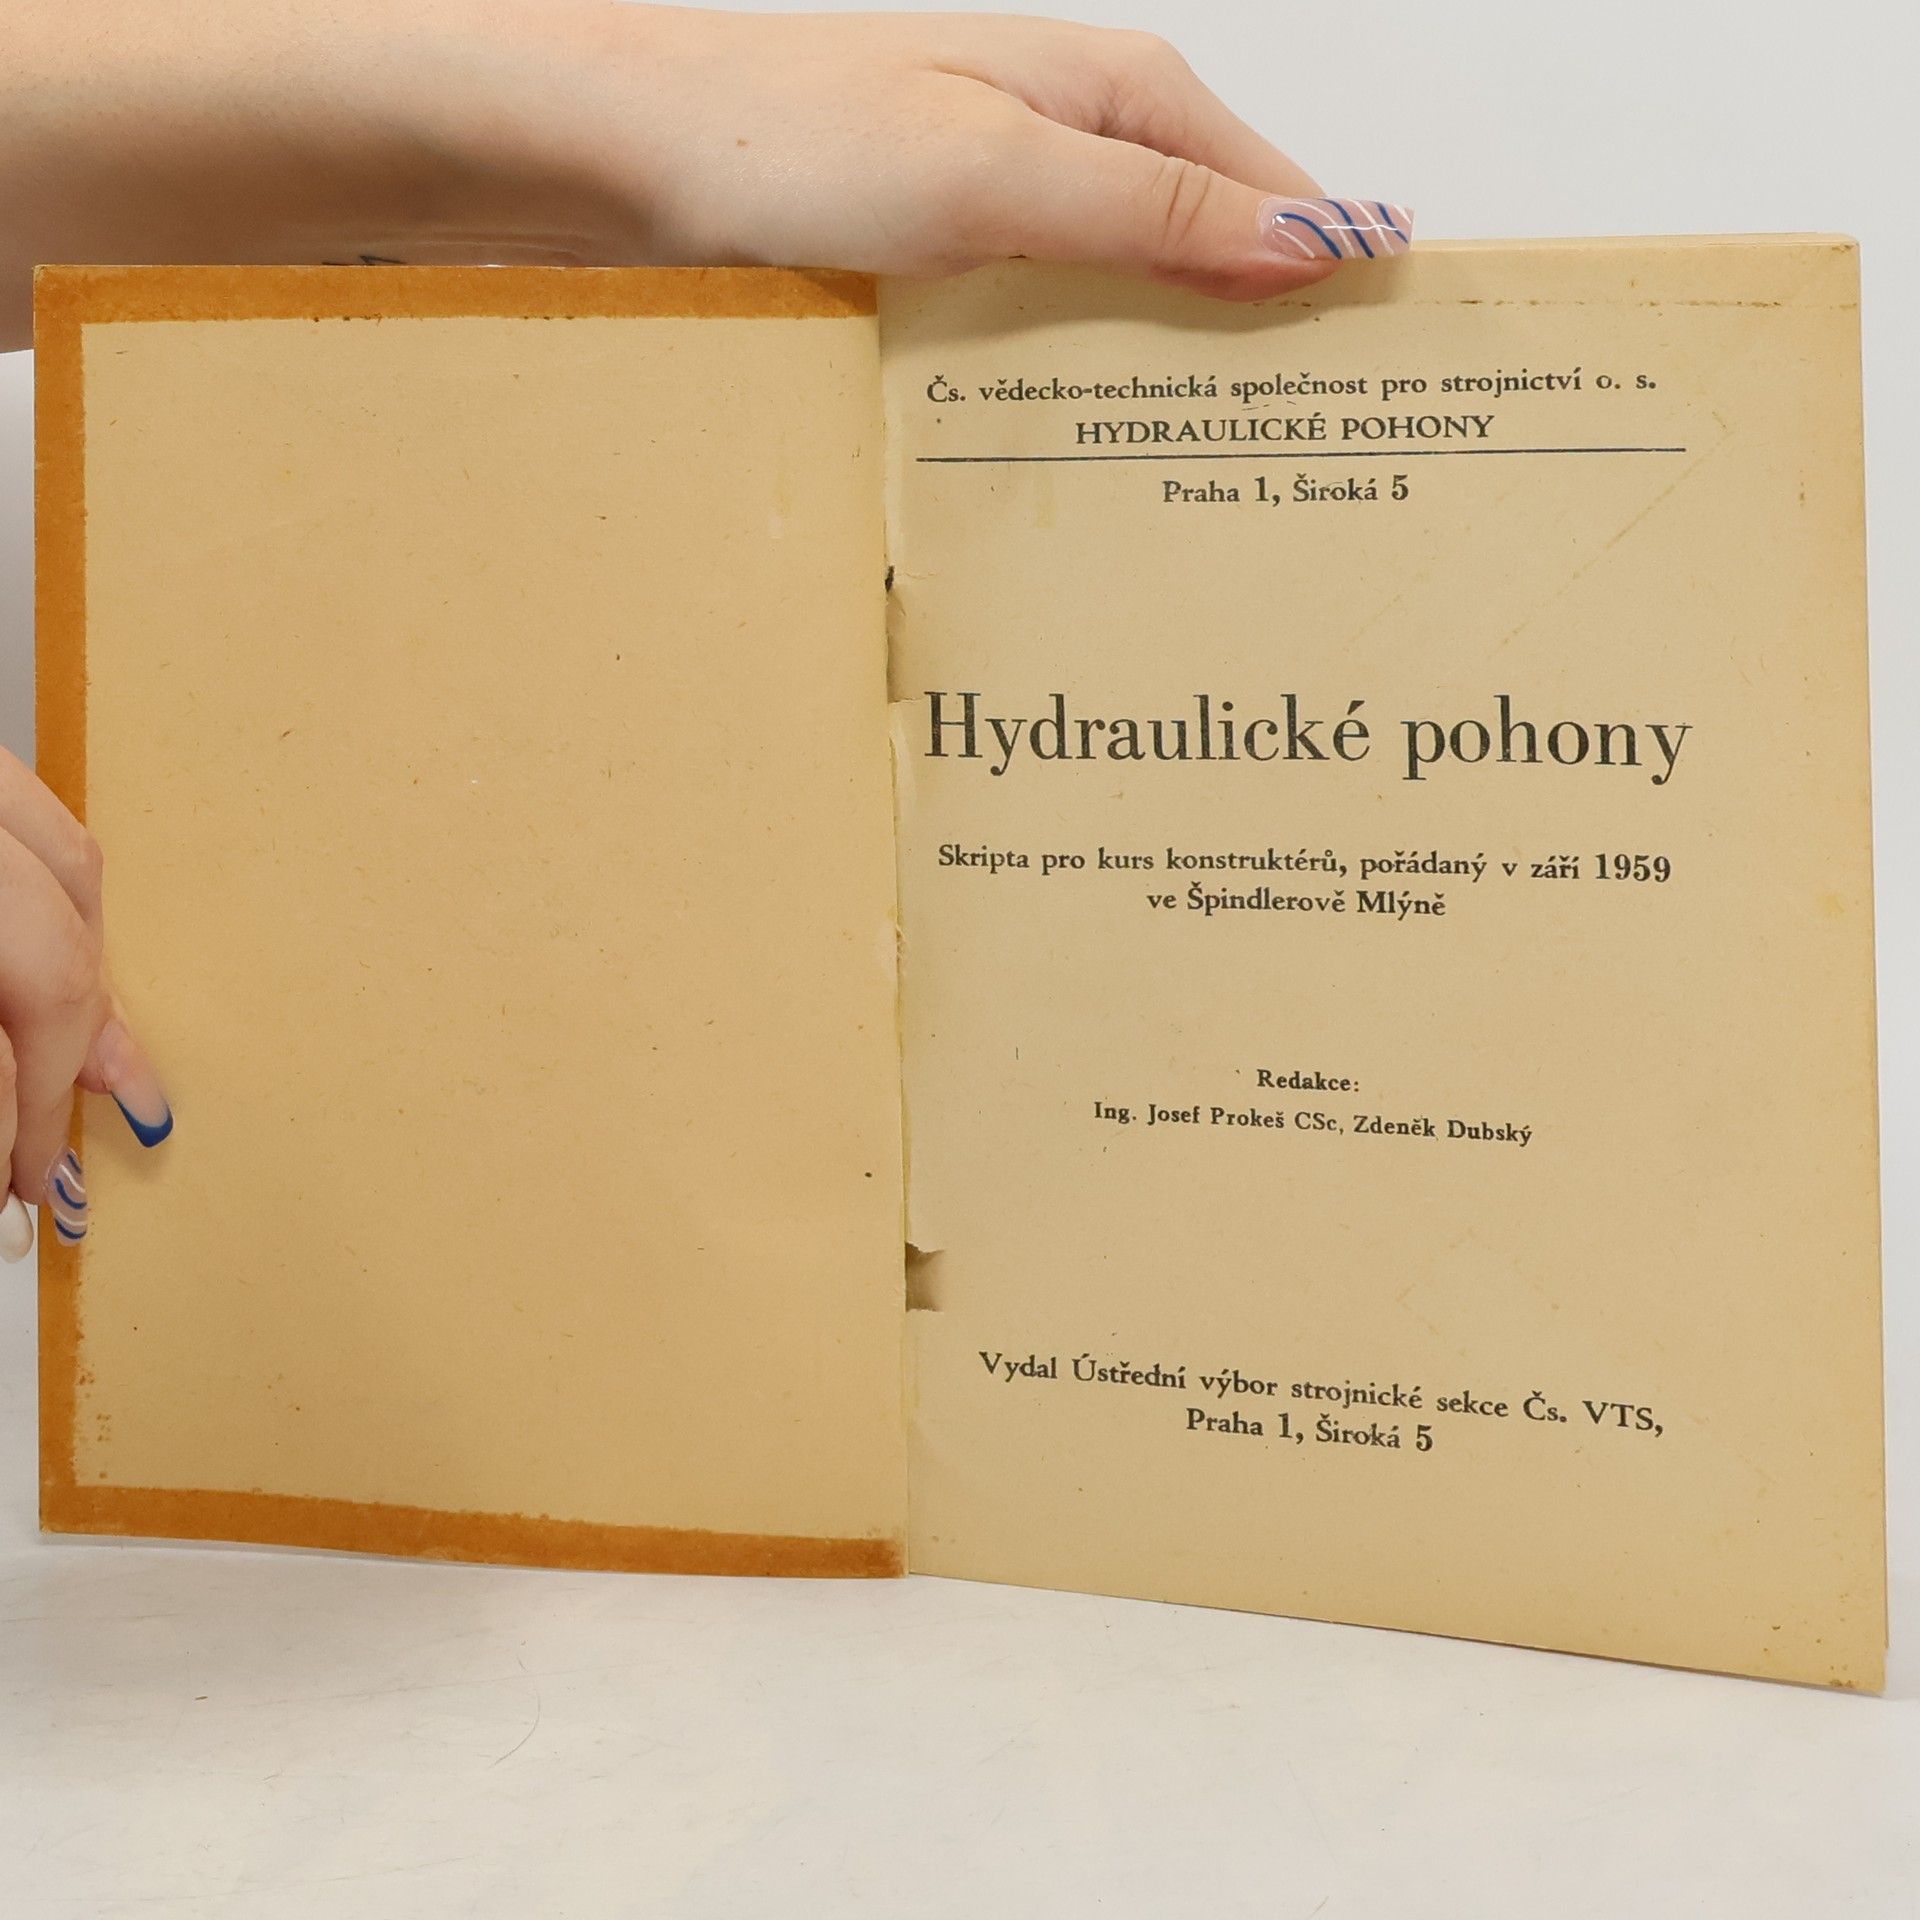 Čs. vědecko-technická společnost pro strojnictví o. s.
HYDRAULICKÉ POHONY
Praha 1, Široká 5
Hydraulické pohony
Skripta pro kurs konstruktérů, pořádaný v září 1959
ve Špindlerově Mlýně
Redakce:
Ing. Josef Prokeš CSc, Zdeněk Dubský
Vydal Ústřední výbor strojnické sekce Čs. VTS,
Praha 1, Široká 5